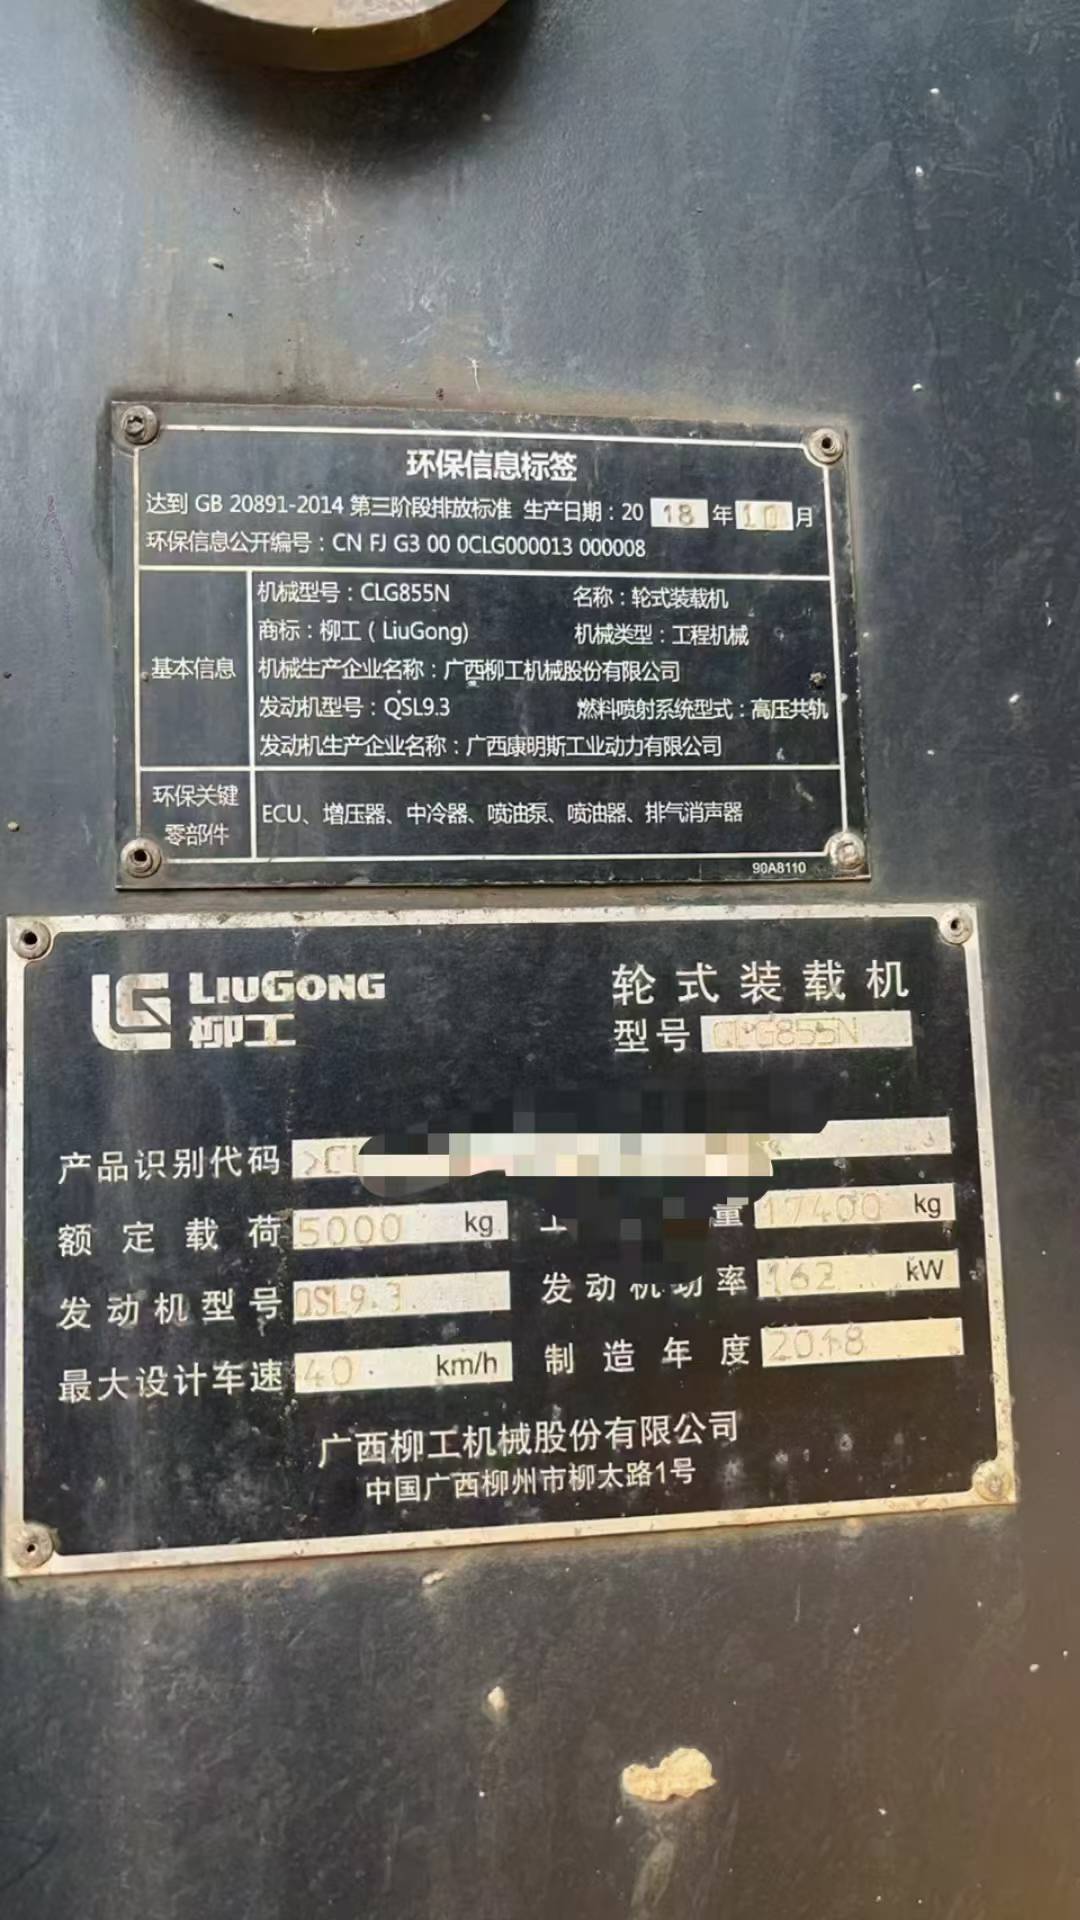 环保信息标签
达到 GB 20891-2014 第三阶段排放标准 生产日期：20 18 年 10 月
环保信息公开编号：CN FJ G3 00 0CLG000013 000008
基本信息
机械型号：CLG855N 名称：轮式装载机
商标：柳工（LiuGong) 机械类型：工程机械
机械生产企业名称：广西柳工机械股份有限公司
发动机型号：QSL9.3 燃料喷射系统型式：高压共轨
发动机生产企业名称：广西康明斯工业动力有限公司
环保关键
零部件
ECU、增压器、中冷器、喷油泵、喷油器、排气消声器
90A8110
LIUGONG
柳工
轮式装载机
型号 CLG855N
产品识别代码
额定载荷 5000 kg 量 17400 kg
发动机型号 QSL9.3 发动机功率 162 kW
最大设计车速 40 km/h 制造年度 2018
广西柳工机械股份有限公司
中国广西柳州市柳太路1号